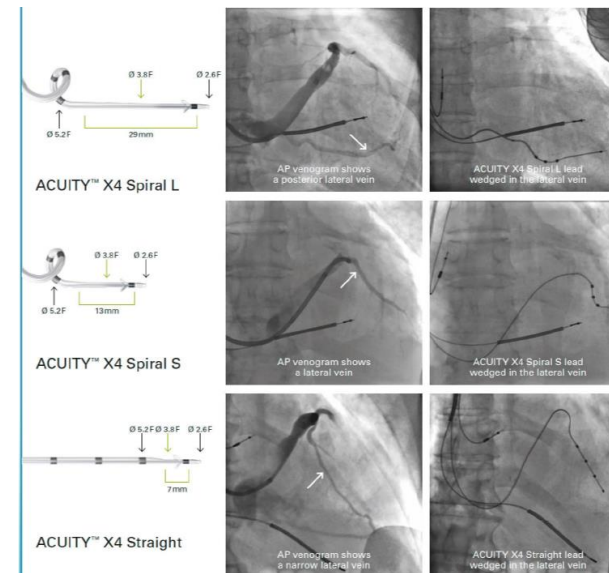 Ø 3.8F
Ø 2.6F
Ø 5.2F
29mm
ACUITY™ X4 Spiral L
AP venogram shows
a posterior lateral vein
ACUITY X4 Spiral L lead
wedged in the lateral vein
Ø 3.8F
Ø 2.6F
Ø 5.2F
13mm
ACUITY™ X4 Spiral S
AP venogram shows
a lateral vein
ACUITY X4 Spiral S lead
wedged in the lateral vein
Ø 5.2F Ø 3.8F
Ø 2.6F
7mm
ACUITY™ X4 Straight
AP venogram shows
a narrow lateral vein
ACUITY X4 Straight lead
wedged in the lateral vein